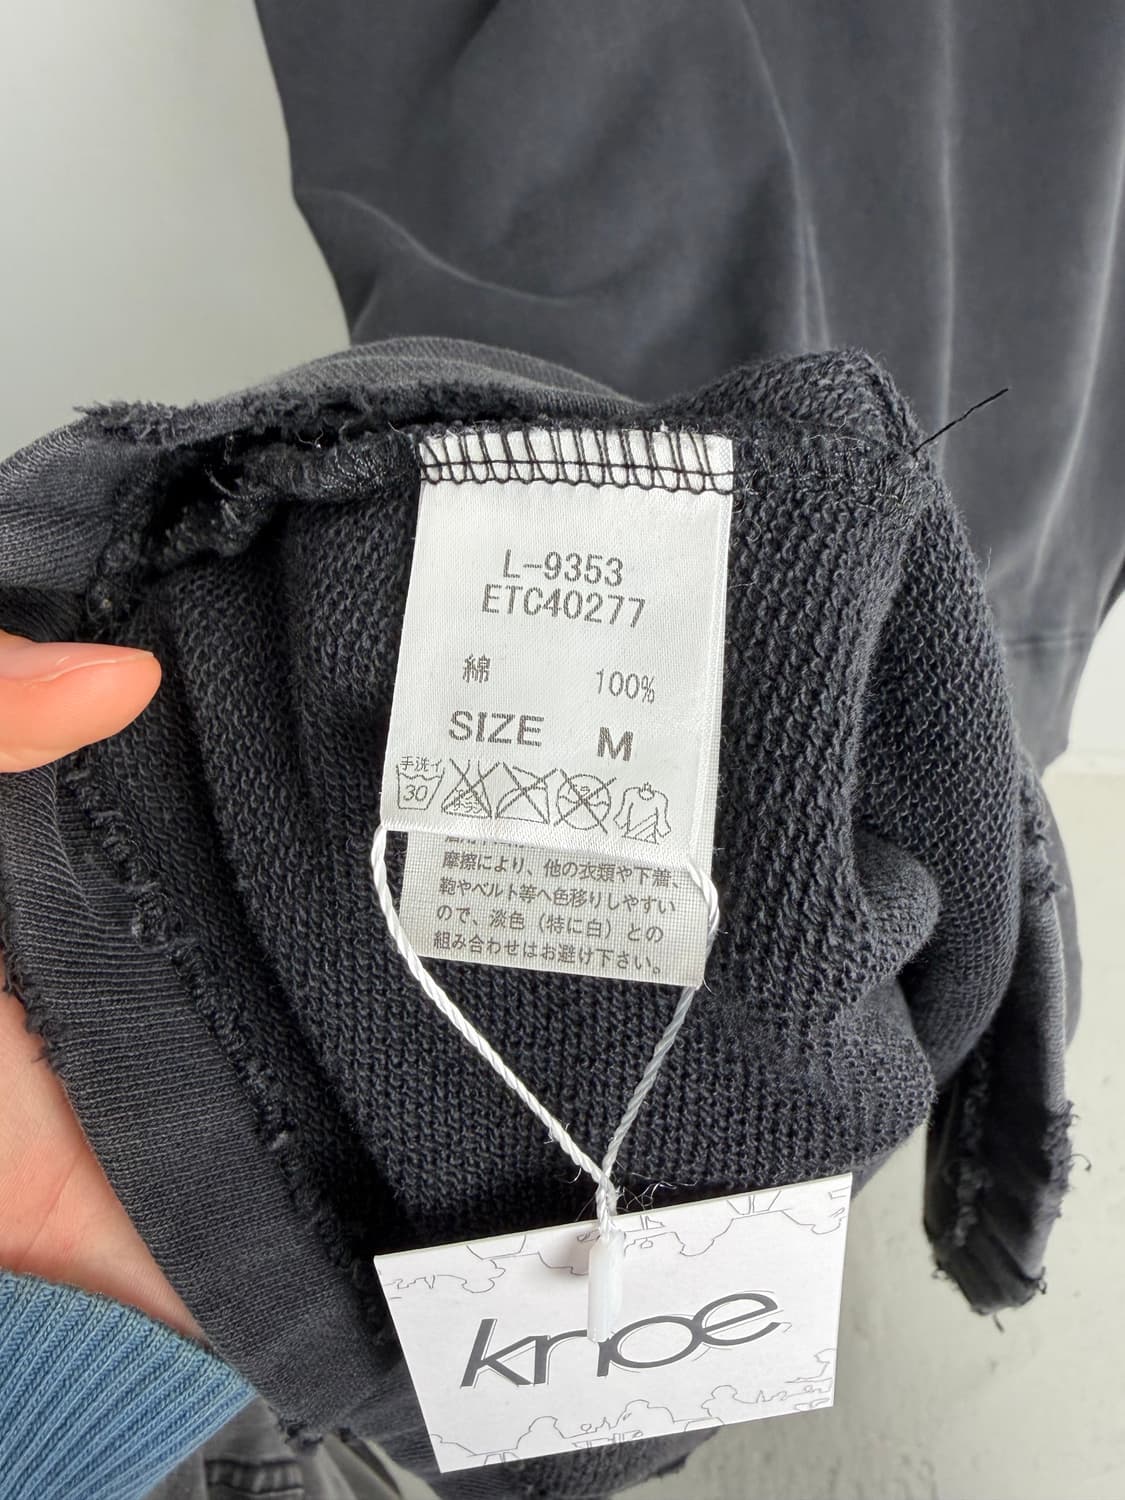 L-9353
ETC40277
綿 100%
SIZE M
手洗イ
30
摩擦により、他の衣類や下着、
鞄やベルト等へ色移りしやすい
ので、淡色（特に白）との
組み合わせはお避け下さい。
knoe